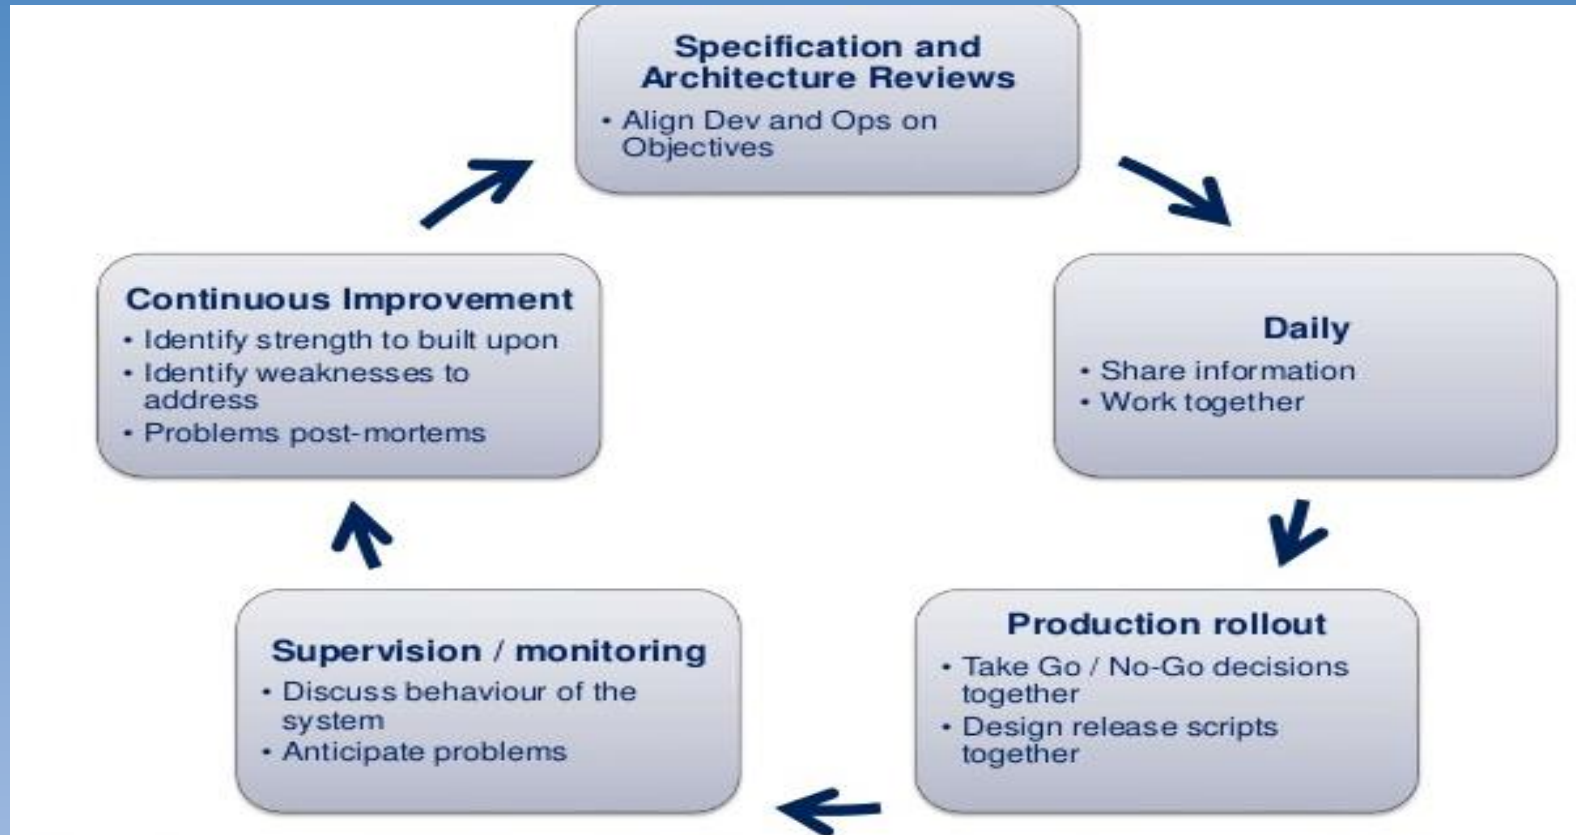 Specification and
Architecture Reviews
• Align Dev and Ops on
Objectives
Daily
• Share information
• Work together
Production rollout
• Take Go / No-Go decisions
together
• Design release scripts
together
Supervision / monitoring
• Discuss behaviour of the
system
• Anticipate problems
Continuous Improvement
• Identify strength to built upon
• Identify weaknesses to
address
• Problems post-mortems